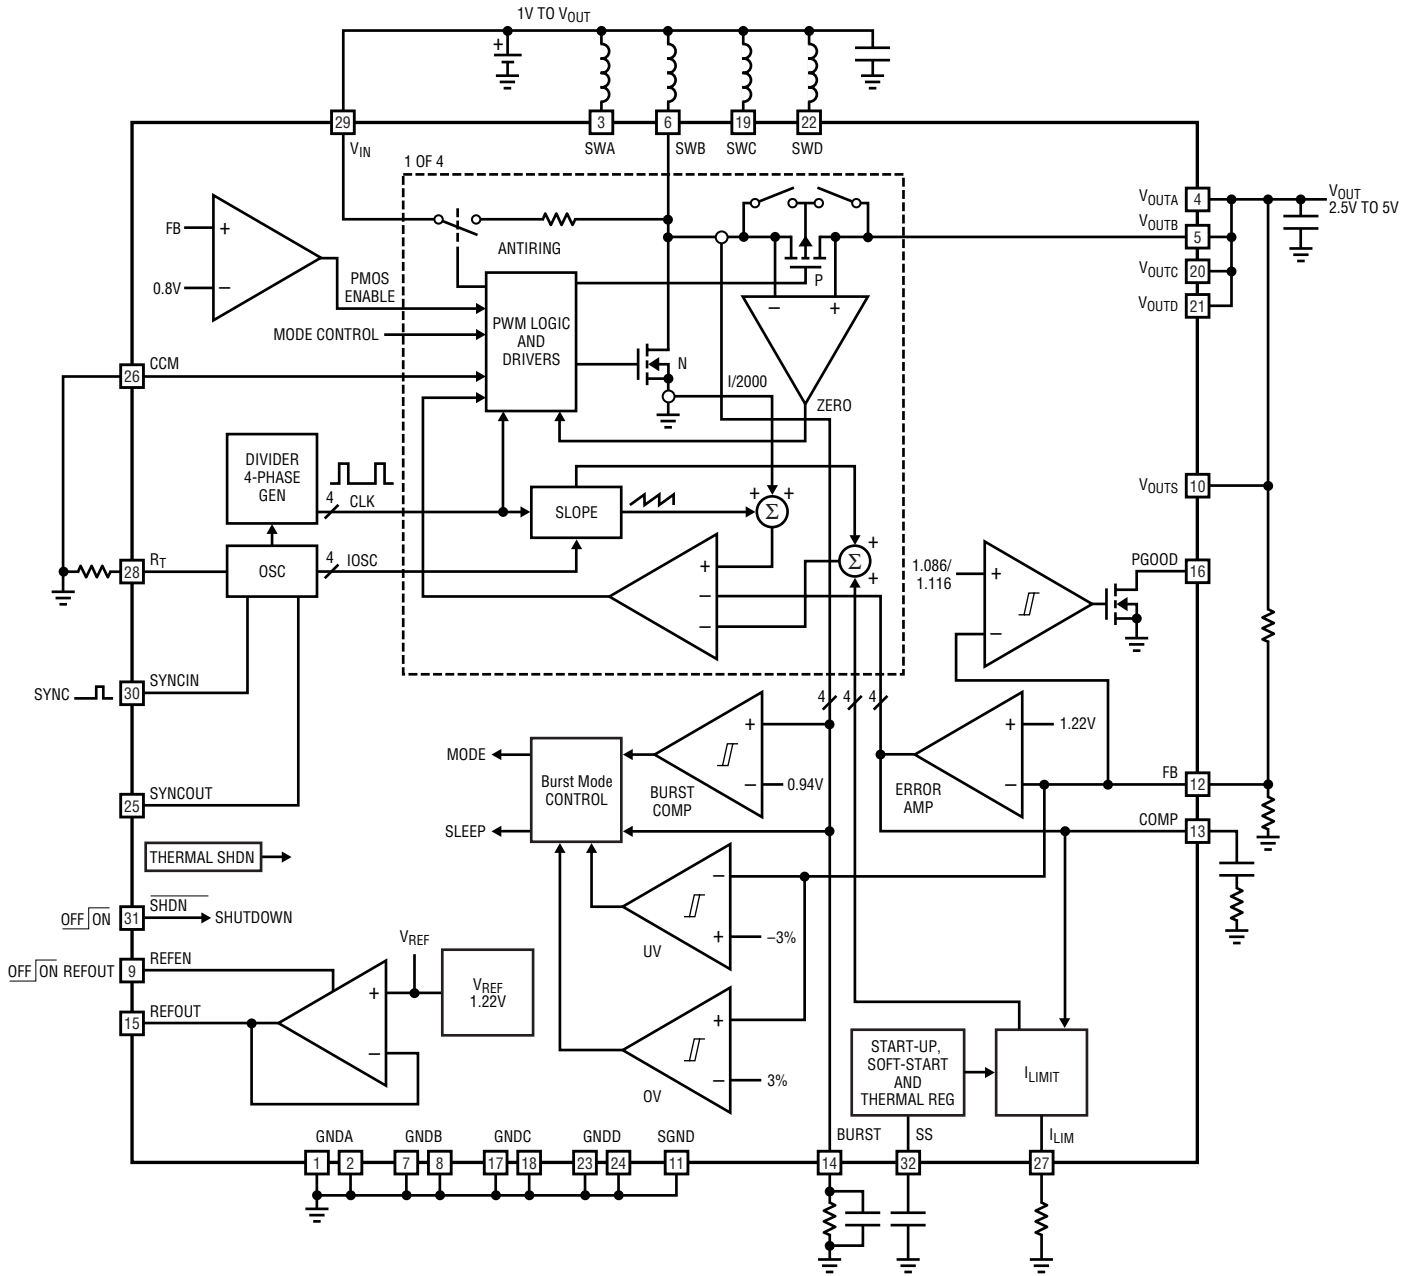 1V TO VOUT
+
29
3
6
19
22
VIN
SWA
SWB
SWC
SWD
1 OF 4
FB
+
0.8V
–
PMOS
ENABLE
MODE CONTROL
ANTIRING
PWM LOGIC
AND
DRIVERS
N
P
–
+
ZERO
I/2000
VOUTA
4
VOUT
2.5V TO 5V
VOUTB
5
VOUTC
20
VOUTD
21
26
CCM
DIVIDER
4-PHASE
GEN
4
CLK
SLOPE
+
+
Σ
VOUTS
10
28
RT
OSC
4
IOSC
+
–
–
+
Σ
+
1.086/
1.116
+
–
PGOOD
16
SYNC
30
SYNCIN
4
4
4
MODE
Burst Mode
CONTROL
SLEEP
+
–
0.94V
BURST
COMP
+
1.22V
–
ERROR
AMP
FB
12
COMP
13
25
SYNCOUT
THERMAL SHDN
OFF ON
31
SHDN
SHUTDOWN
–
+
–3%
UV
OFF ON REFOUT
9
REFEN
VREF
VREF
1.22V
15
REFOUT
+
–
+
–
3%
OV
START-UP,
SOFT-START
AND
THERMAL REG
ILIMIT
GNDA
GNDB
GNDC
GNDD
SGND
BURST
SS
ILIM
1
2
7
8
17
18
23
24
11
14
32
27